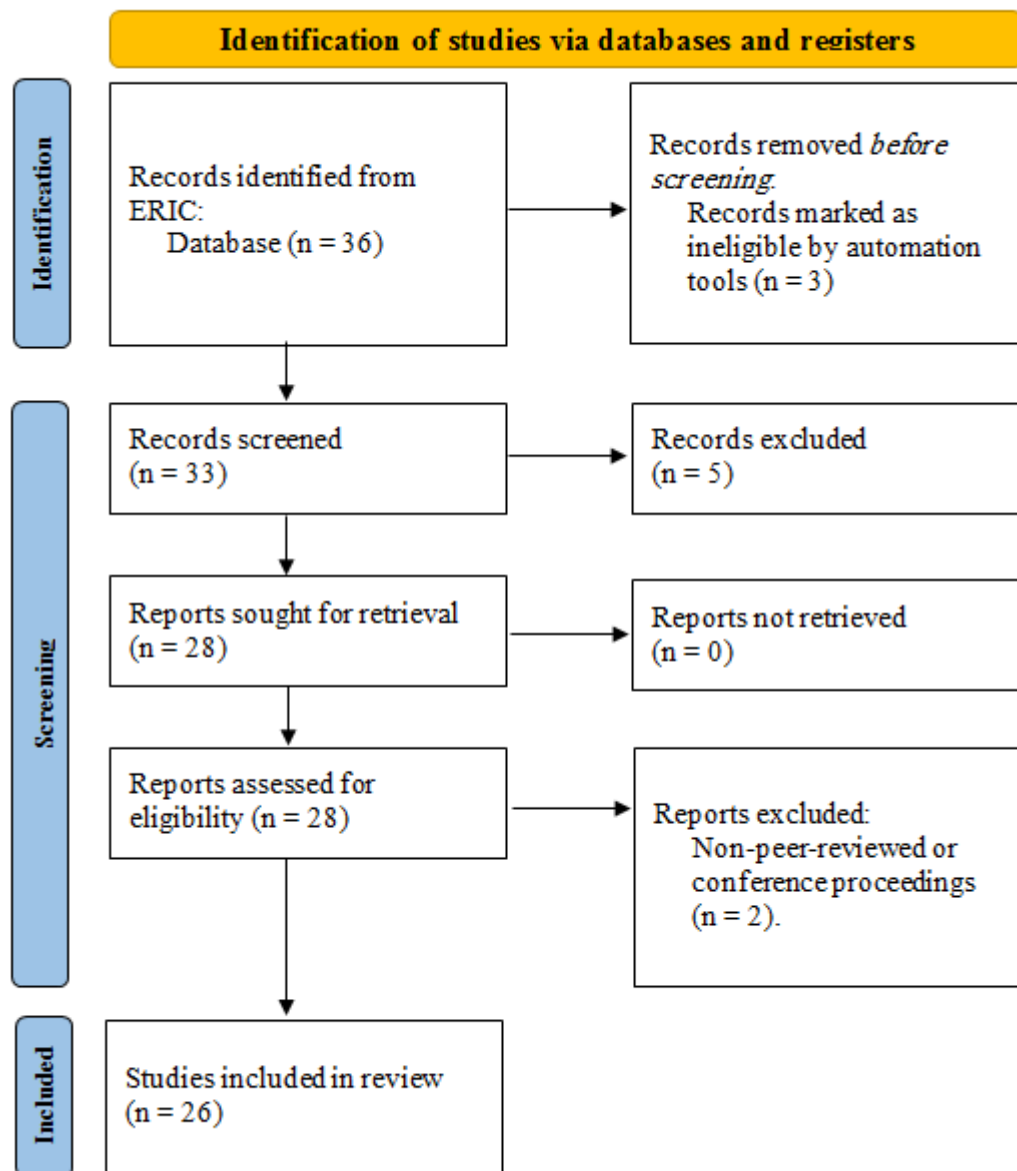 Identification of studies via databases and registers
Identification
Records identified from
ERIC:
Database (n = 36)
Records removed before
screening.
Records marked as
ineligible by automation
tools (n = 3)
Screening
Records screened
(n = 33)
Records excluded
(n = 5)
Reports sought for retrieval
(n = 28)
Reports not retrieved
(n = 0)
Reports assessed for
eligibility (n = 28)
Reports excluded:
Non-peer-reviewed or
conference proceedings
(n = 2).
Included
Studies included in review
(n = 26)